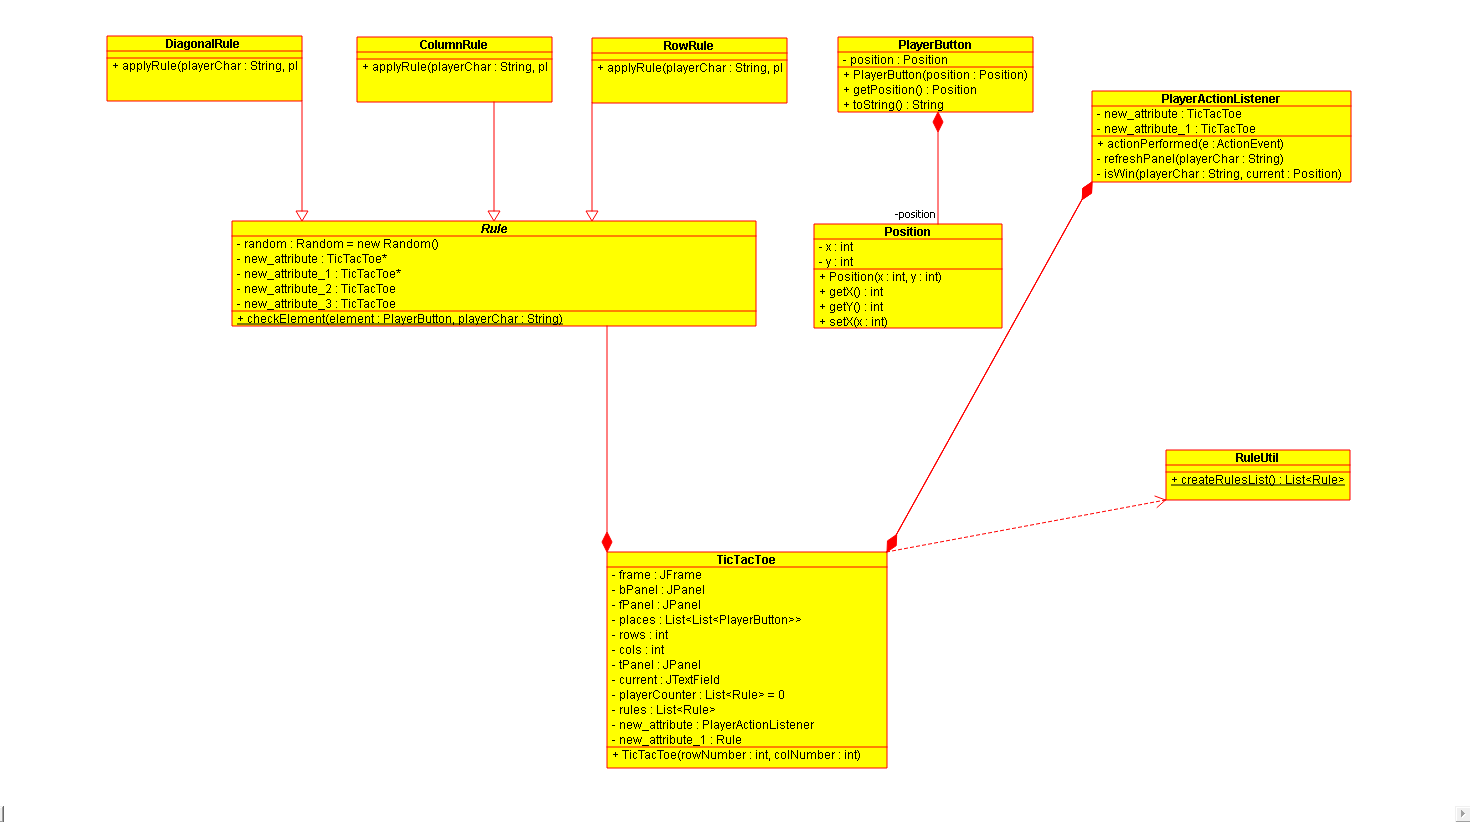 DiagonalRule
+ applyRule(playerChar : String, pl
ColumnRule
+ applyRule(playerChar : String, pl
RowRule
+ applyRule(playerChar : String, pl
PlayerButton
- position : Position
+ PlayerButton(position : Position)
+ getPosition() : Position
+ toString() : String
PlayerActionListener
- new_attribute : TicTacToe
- new_attribute_1 : TicTacToe
+ actionPerformed(e : ActionEvent)
- refreshPanel(playerChar : String)
- isWin(playerChar : String, current : Position)
-position
Rule
- random : Random = new Random()
- new_attribute : TicTacToe*
- new_attribute_1 : TicTacToe*
- new_attribute_2 : TicTacToe
- new_attribute_3 : TicTacToe
+ checkElement(element : PlayerButton, playerChar : String)
Position
- x : int
- y : int
+ Position(x : int, y : int)
+ getX() : int
+ getY() : int
+ setX(x : int)
RuleUtil
+ createRulesList() : List<Rule>
TicTacToe
- frame : JFrame
- bPanel : JPanel
- fPanel : JPanel
- places : List<List<PlayerButton>>
- rows : int
- cols : int
- tPanel : JPanel
- current : JTextField
- playerCounter : List<Rule> = 0
- rules : List<Rule>
- new_attribute : PlayerActionListener
- new_attribute_1 : Rule
+ TicTacToe(rowNumber : int, colNumber : int)